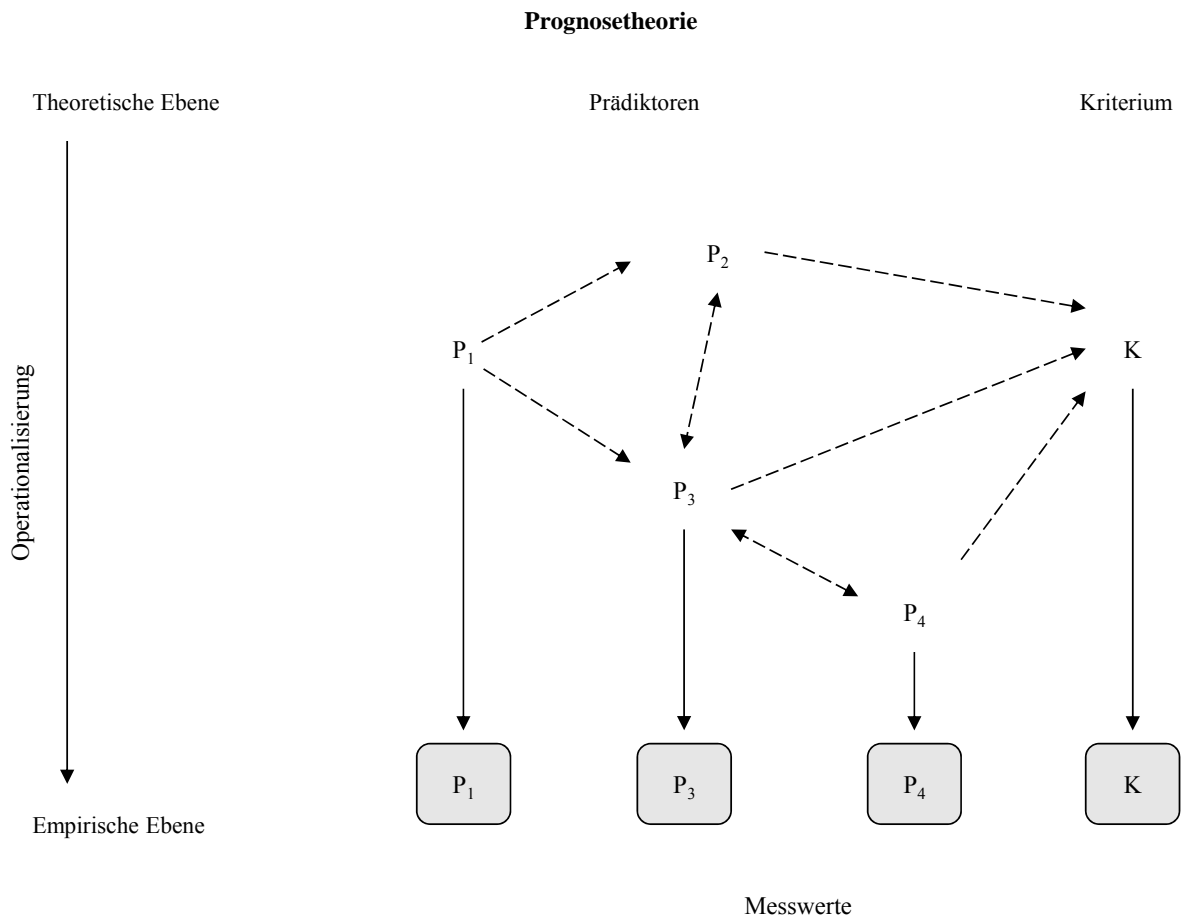 Prognosetheorie
Theoretische Ebene
Prädiktoren
Kriterium
P₂
P₁
K
Operationalisierung
P₃
P₄
P₁
P₃
P₄
K
Empirische Ebene
Messwerte